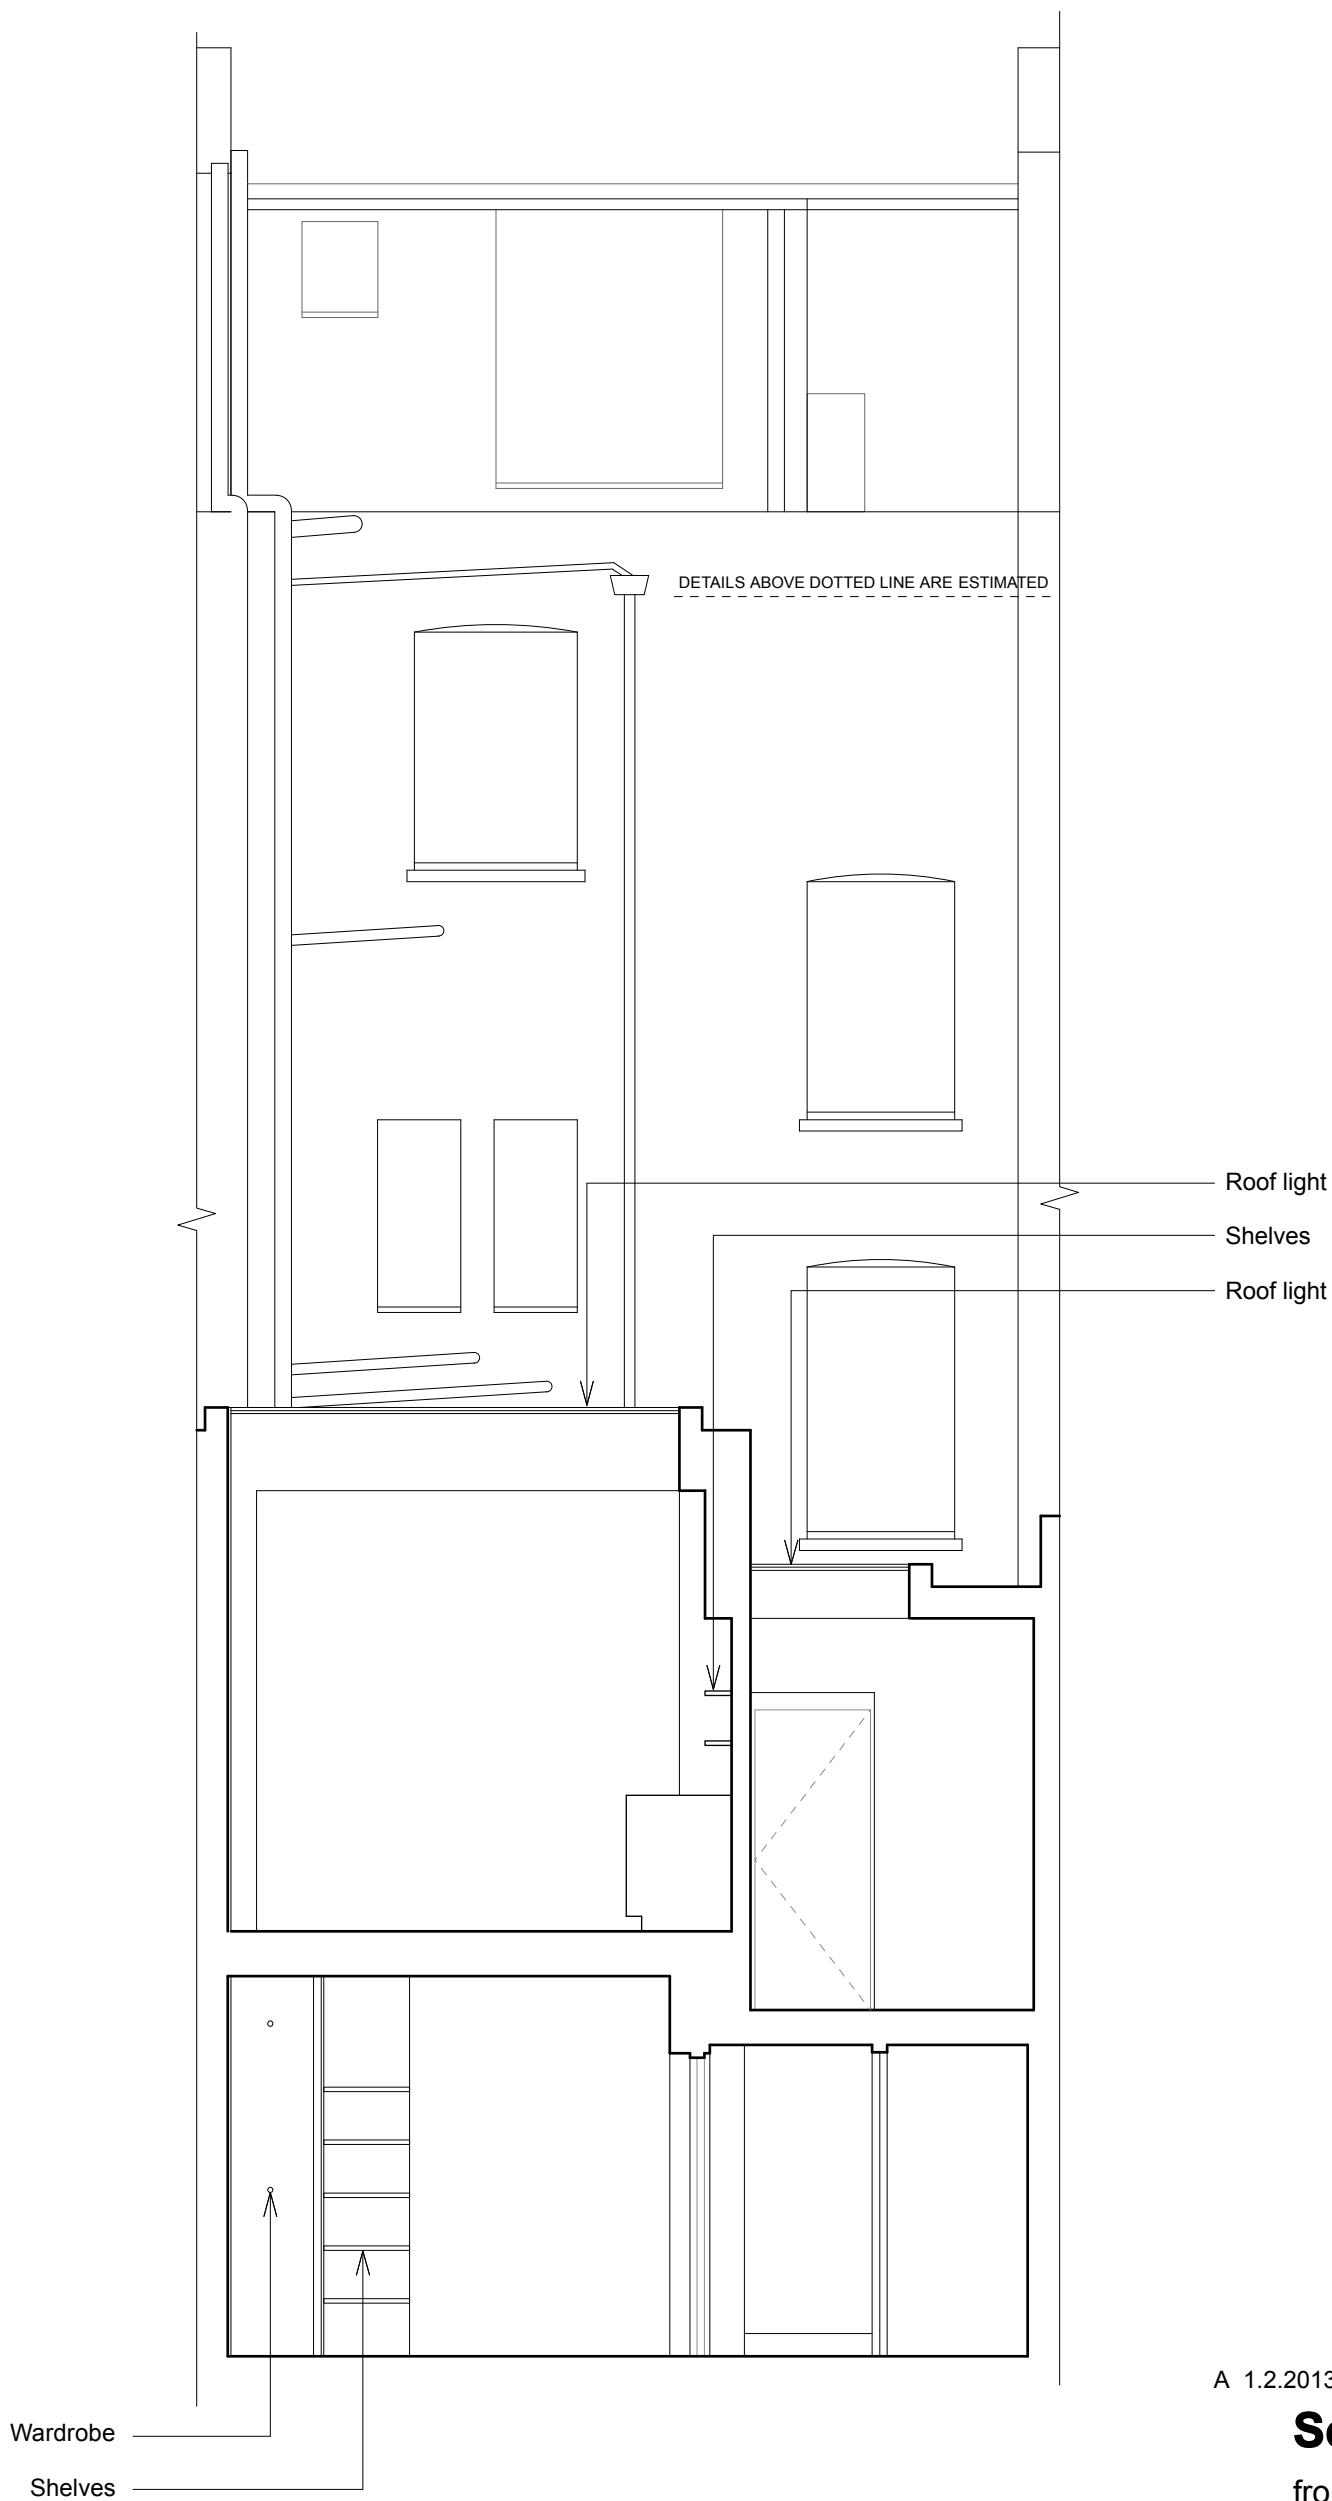 DETAILS ABOVE DOTTED LINE ARE ESTIMATED
Roof light
Shelves
Roof light
A 1.2.2013
Wardrobe
Shelves